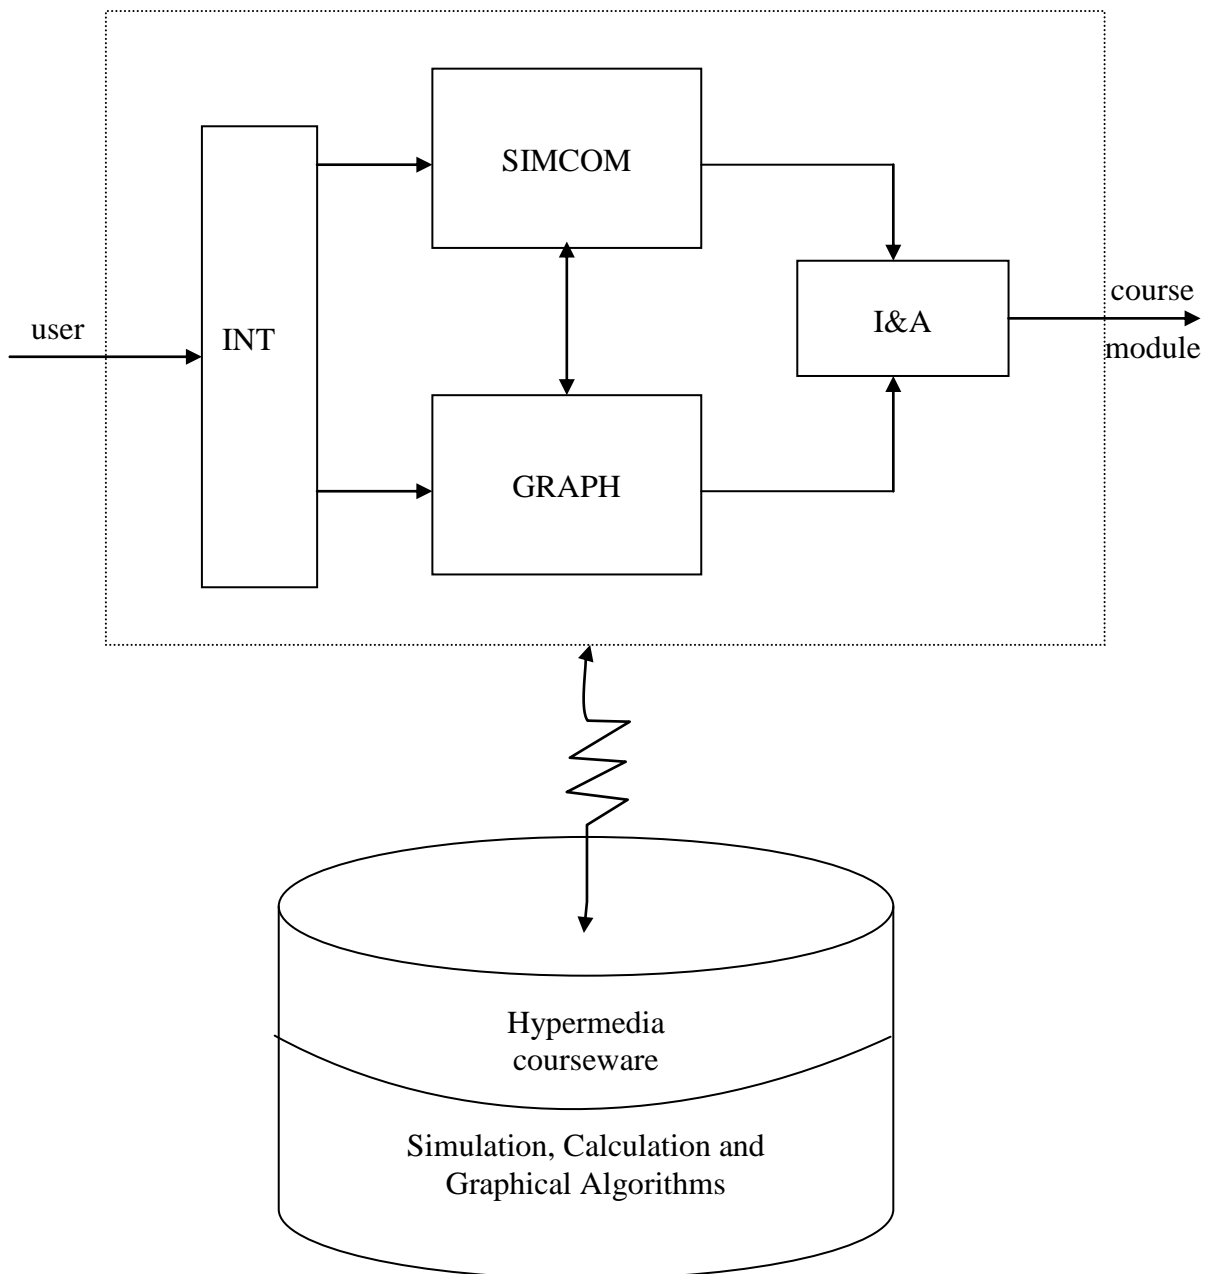 SIMCOM
user
INT
I&A
course
module
GRAPH
Hypermedia
courseware
Simulation, Calculation and
Graphical Algorithms